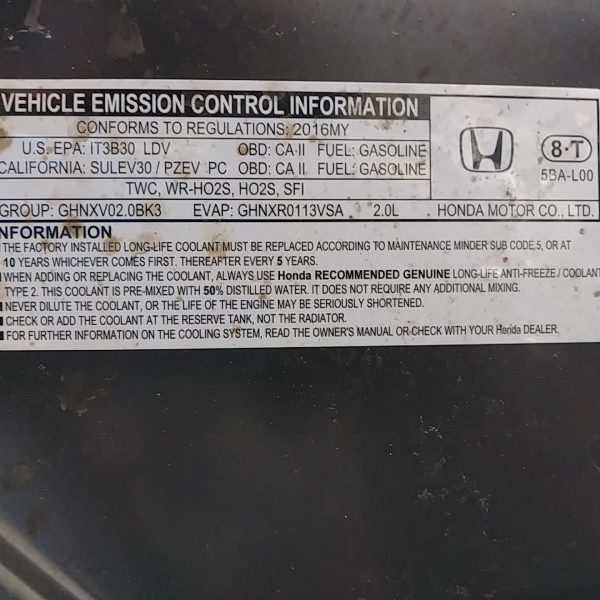 VEHICLE EMISSION CONTROL INFORMATION
CONFORMS TO REGULATIONS: 2016MY
U.S. EPA: IT3B30 LDV OBD: CA II FUEL: GASOLINE
CALIFORNIA: SULEV30 / PZEV PC OBD: CA II FUEL: GASOLINE
TWC, WR-HO2S, HO2S, SFI
GROUP: GHNXV02.0BK3 EVAP: GHNXR0113VSA 2.0L HONDA MOTOR CO., LTD.
8-T
5BA-L00
INFORMATION
THE FACTORY INSTALLED LONG-LIFE COOLANT MUST BE REPLACED ACCORDING TO MAINTENANCE MINDER SUB CODE 5, OR AT
10 YEARS WHICHEVER COMES FIRST. THEREAFTER EVERY 5 YEARS.
■ WHEN ADDING OR REPLACING THE COOLANT, ALWAYS USE Honda RECOMMENDED GENUINE LONG-LIFE ANTI-FREEZE / COOLANT
TYPE 2. THIS COOLANT IS PRE-MIXED WITH 50% DISTILLED WATER. IT DOES NOT REQUIRE ANY ADDITIONAL MIXING.
■ NEVER DILUTE THE COOLANT, OR THE LIFE OF THE ENGINE MAY BE SERIOUSLY SHORTENED.
■ CHECK OR ADD THE COOLANT AT THE RESERVE TANK, NOT THE RADIATOR.
■ FOR FURTHER INFORMATION ON THE COOLING SYSTEM, READ THE OWNER'S MANUAL OR CHECK WITH YOUR Honda DEALER.